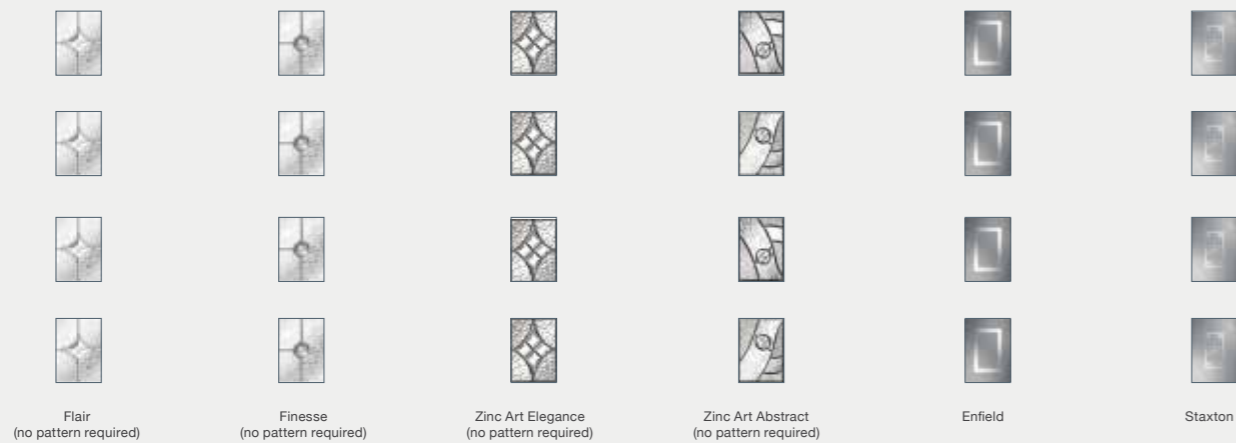 Flair
(no pattern required)
Finesse
(no pattern required)
Zinc Art Elegance
(no pattern required)
Zinc Art Abstract
(no pattern required)
Enfield
Staxton